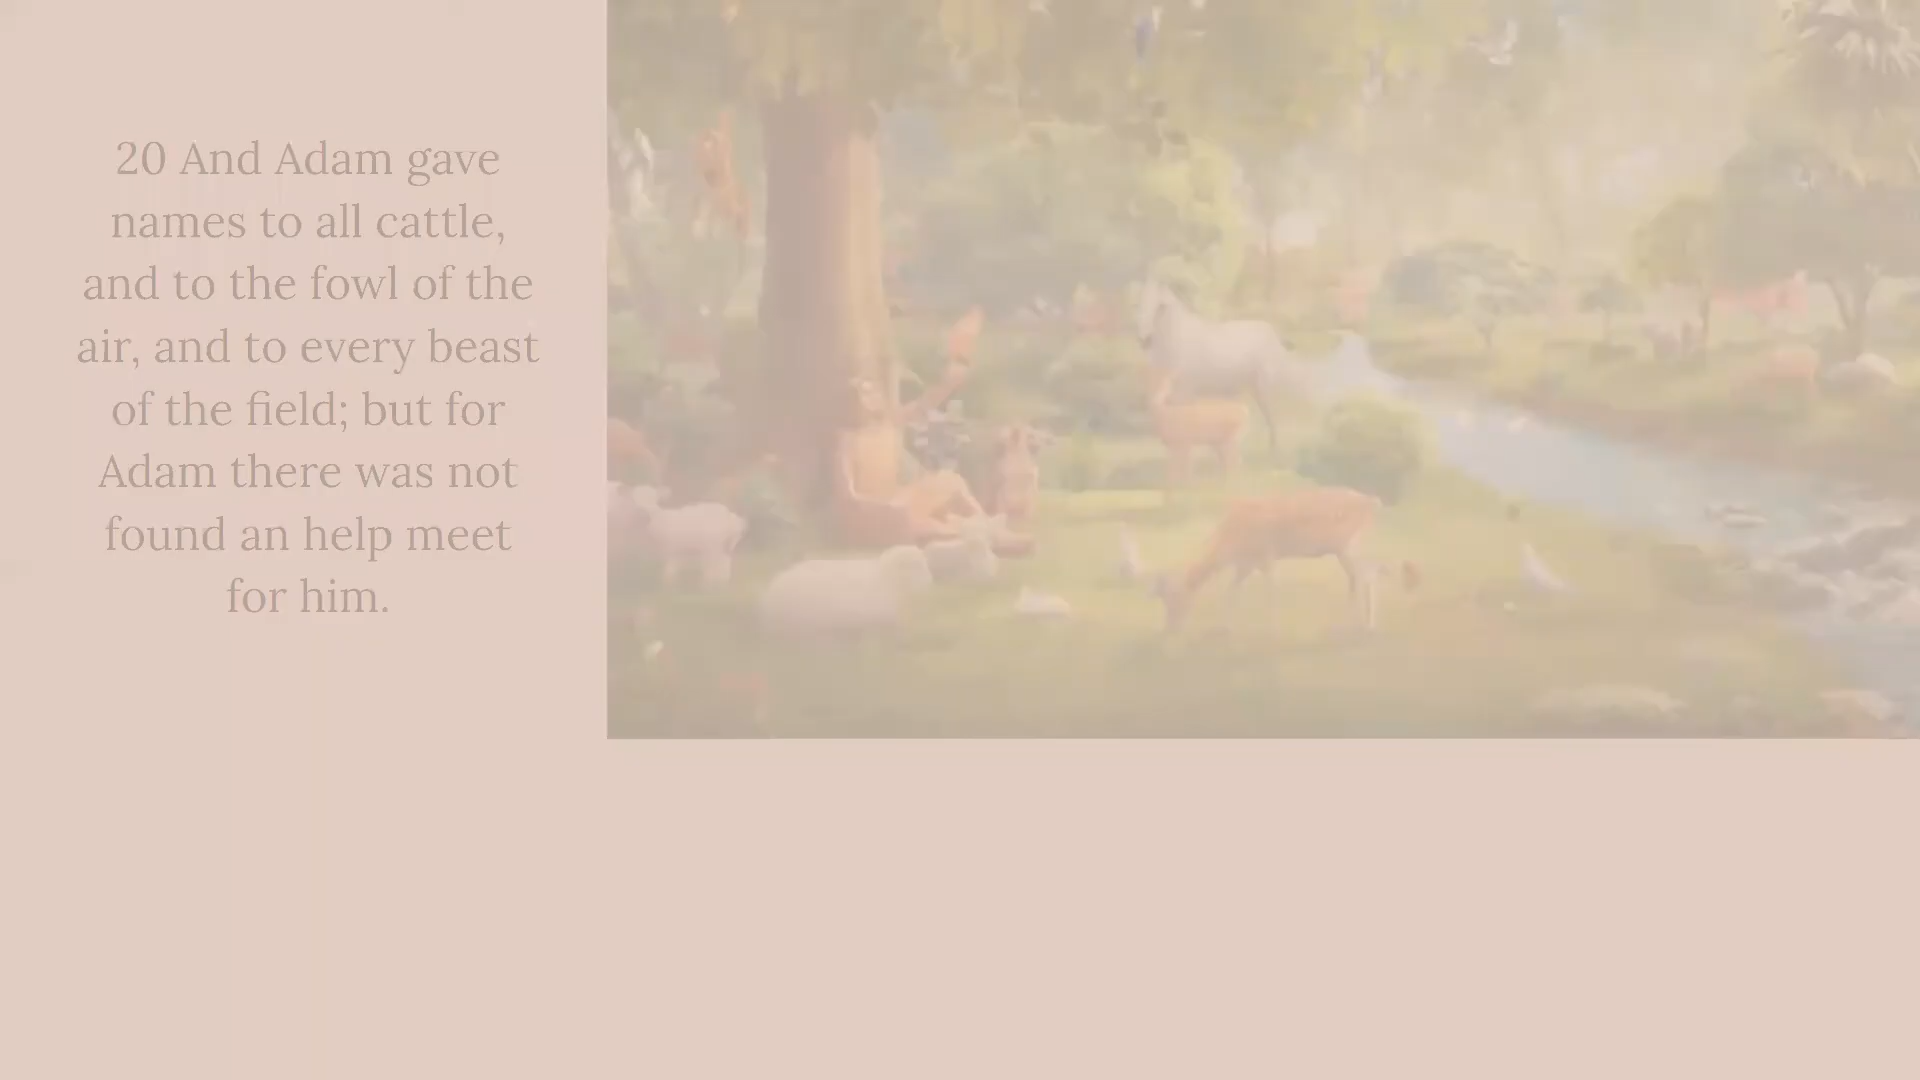 20 And Adam gave
names to all cattle,
and to the fowl of the
air, and to every beast
of the field; but for
Adam there was not
found an help meet
for him.